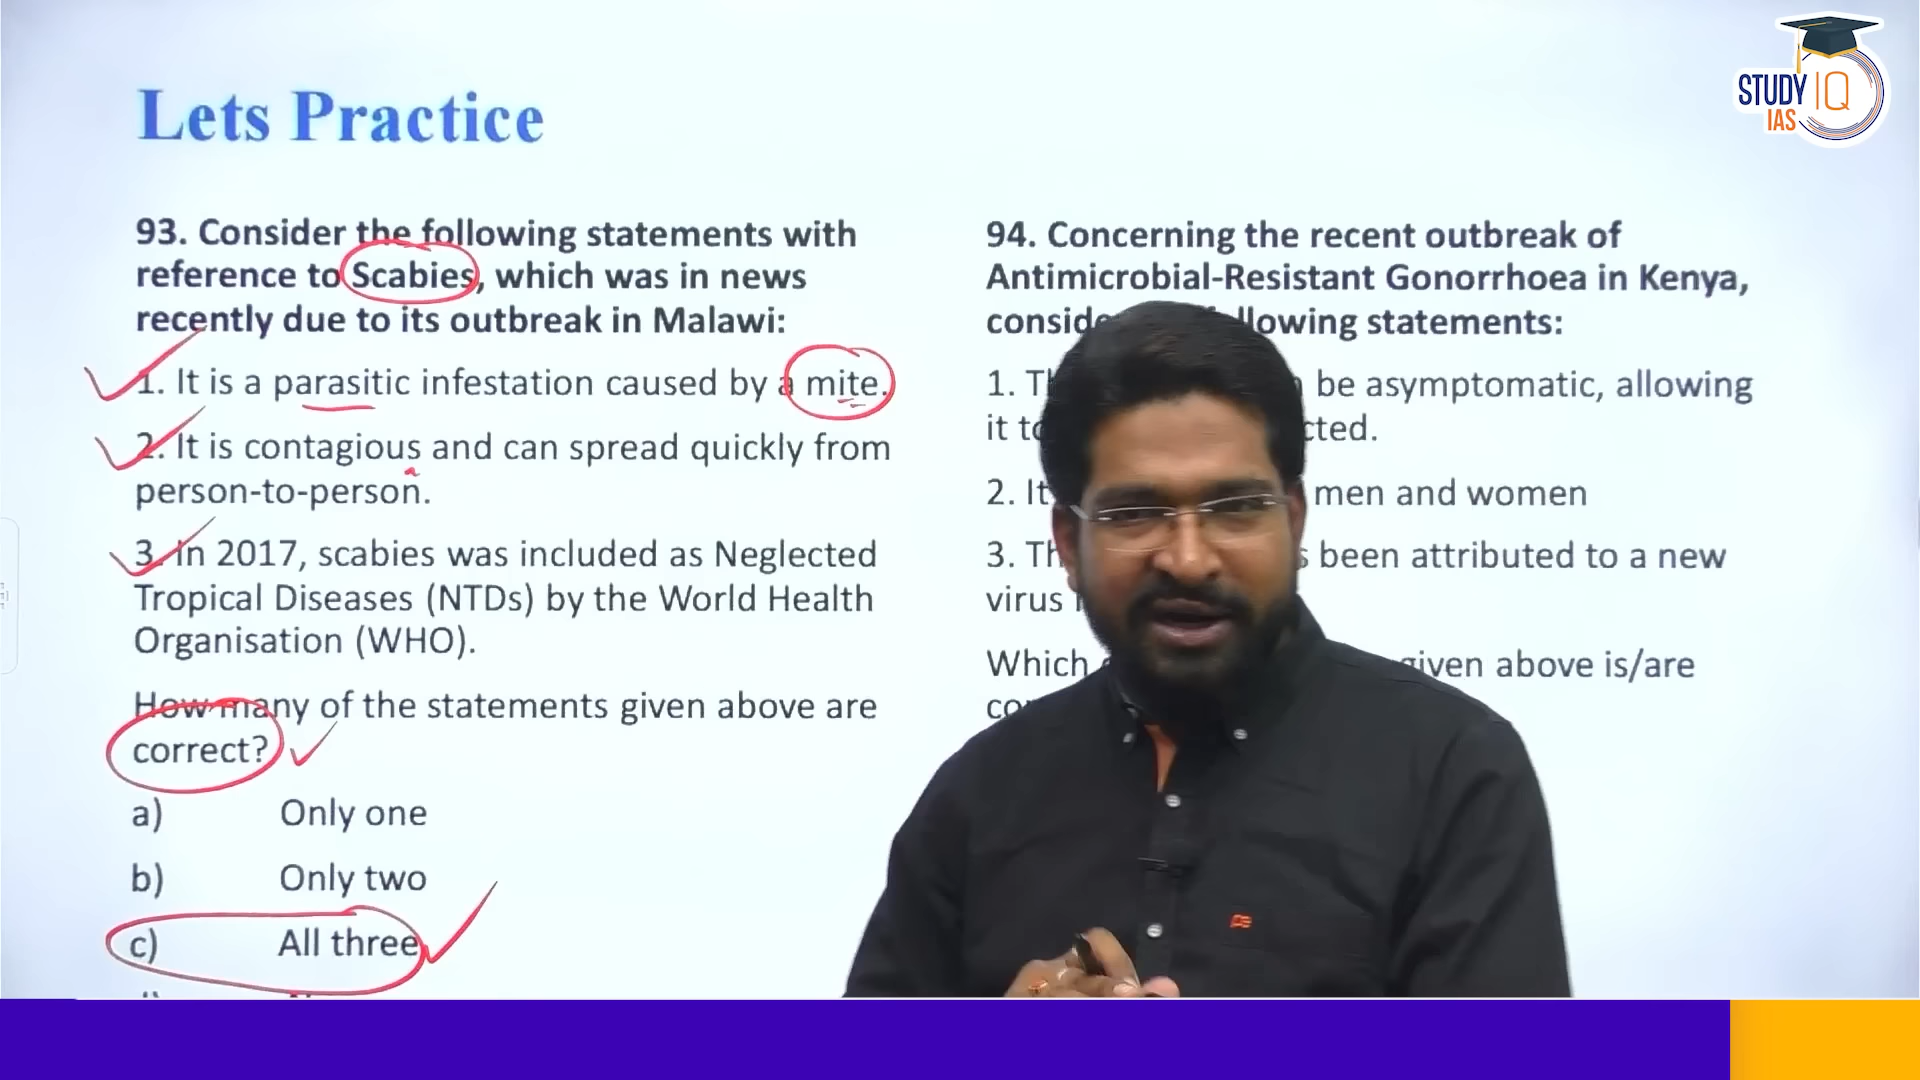 Lets Practice
STUDY IQ
IAS
93. Consider the following statements with
reference to Scabies, which was in news
recently due to its outbreak in Malawi:
1. It is a parasitic infestation caused by a mite.
2. It is contagious and can spread quickly from
person-to-person.
3. In 2017, scabies was included as Neglected
Tropical Diseases (NTDs) by the World Health
Organisation (WHO).
How many of the statements given above are
correct?
a) Only one
b) Only two
c) All three
94. Concerning the recent outbreak of
Antimicrobial-Resistant Gonorrhoea in Kenya,
following statements:
1. be asymptomatic, allowing
it
2. It men and women
3. been attributed to a new
virus
Which given above is/are